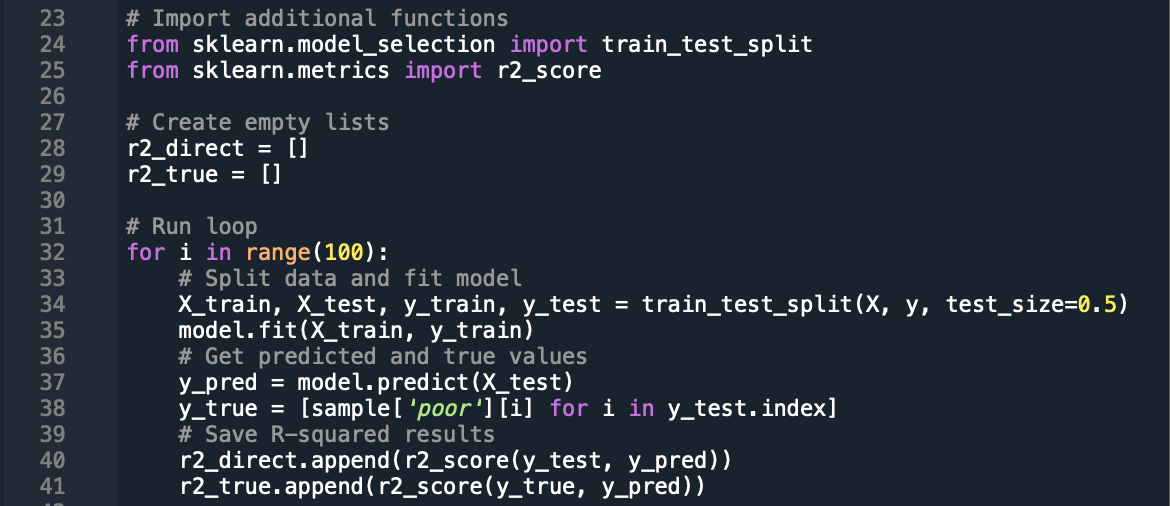 23 # Import additional functions
24 from sklearn.model_selection import train_test_split
25 from sklearn.metrics import r2_score
26
27 # Create empty lists
28 r2_direct = []
29 r2_true = []
30
31 # Run loop
32 for i in range(100):
33     # Split data and fit model
34     X_train, X_test, y_train, y_test = train_test_split(X, y, test_size=0.5)
35     model.fit(X_train, y_train)
36     # Get predicted and true values
37     y_pred = model.predict(X_test)
38     y_true = [sample['poor'][i] for i in y_test.index]
39     # Save R-squared results
40     r2_direct.append(r2_score(y_test, y_pred))
41     r2_true.append(r2_score(y_true, y_pred))